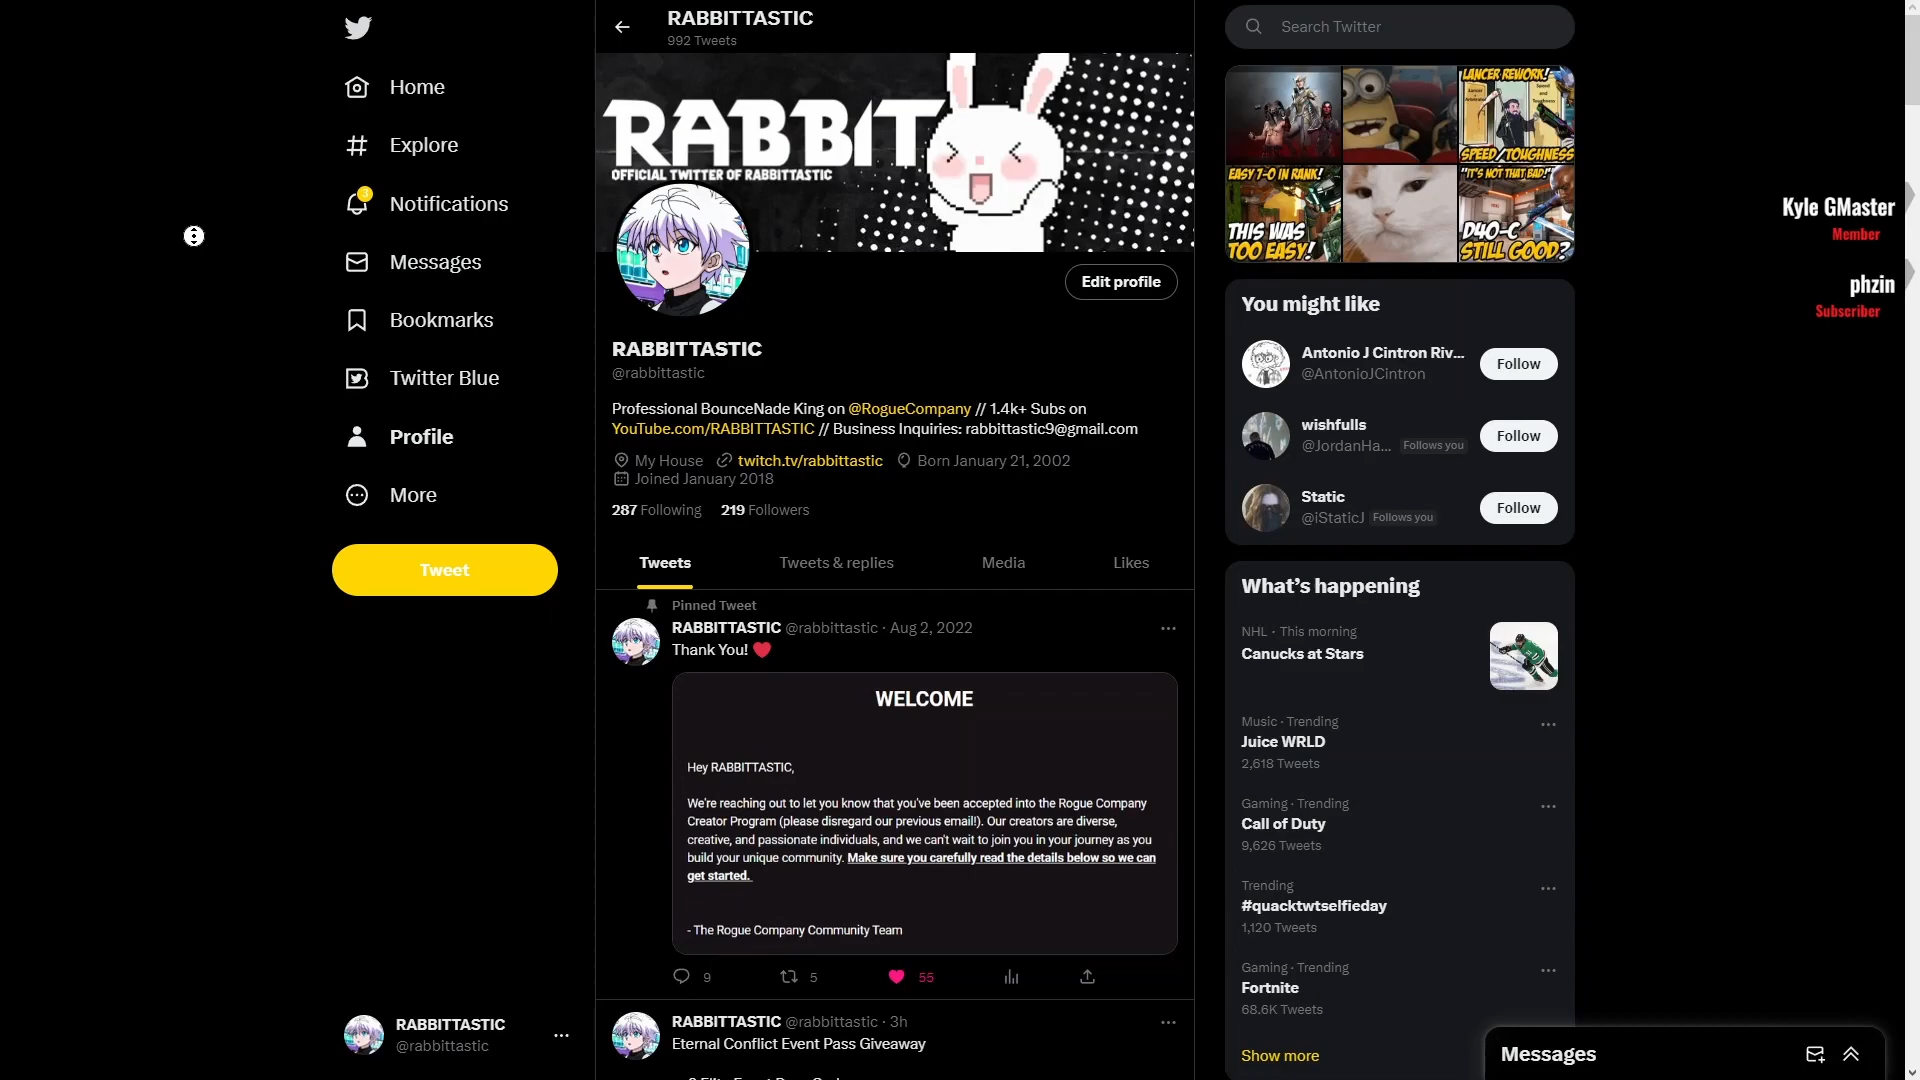 RABBITTASTIC
992 Tweets
Search Twitter
Home
Explore
3
Notifications
Messages
Bookmarks
Twitter Blue
Profile
More
Tweet
RABBITTASTIC
@rabbittastic
RABBIT
OFFICIAL TWITTER OF RABBITTASTIC
Edit profile
RABBITTASTIC
@rabbittastic
Professional BounceNade King on @RogueCompany // 1.4k+ Subs on
YouTube.com/RABBITTASTIC // Business Inquiries: rabbittastic9@gmail.com
My House twitch.tv/rabbittastic Born January 21, 2002
Joined January 2018
287 Following 219 Followers
Tweets Tweets & replies Media Likes
Pinned Tweet
RABBITTASTIC @rabbittastic · Aug 2, 2022
Thank You! ❤️
WELCOME
Hey RABBITTASTIC,
We're reaching out to let you know that you've been accepted into the Rogue Company
Creator Program (please disregard our previous email!). Our creators are diverse,
creative, and passionate individuals, and we can't wait to join you in your journey as you
build your unique community. Make sure you carefully read the details below so we can
get started.
- The Rogue Company Community Team
9 5 55
RABBITTASTIC @rabbittastic · 3h
Eternal Conflict Event Pass Giveaway
LANCER REWORK!
Speed
and
Toughness
SPEED/TOUGHNESS
EASY 7-0 IN RANK!
THIS WAS
TOO EASY!
"IT'S NOT THAT BAD!"
D40-C
STILL GOOD?
You might like
Antonio J Cintron Riv...
@AntonioJCintron
Follow
wishfulls
@JordanHa... Follows you
Follow
Static
@iStaticJ Follows you
Follow
What's happening
NHL · This morning
Canucks at Stars
Music · Trending
Juice WRLD
2,618 Tweets
Gaming · Trending
Call of Duty
9,626 Tweets
Trending
#quacktwtselfieday
1,120 Tweets
Gaming · Trending
Fortnite
68.6K Tweets
Show more
Messages
Kyle GMaster
Member
phzin
Subscriber